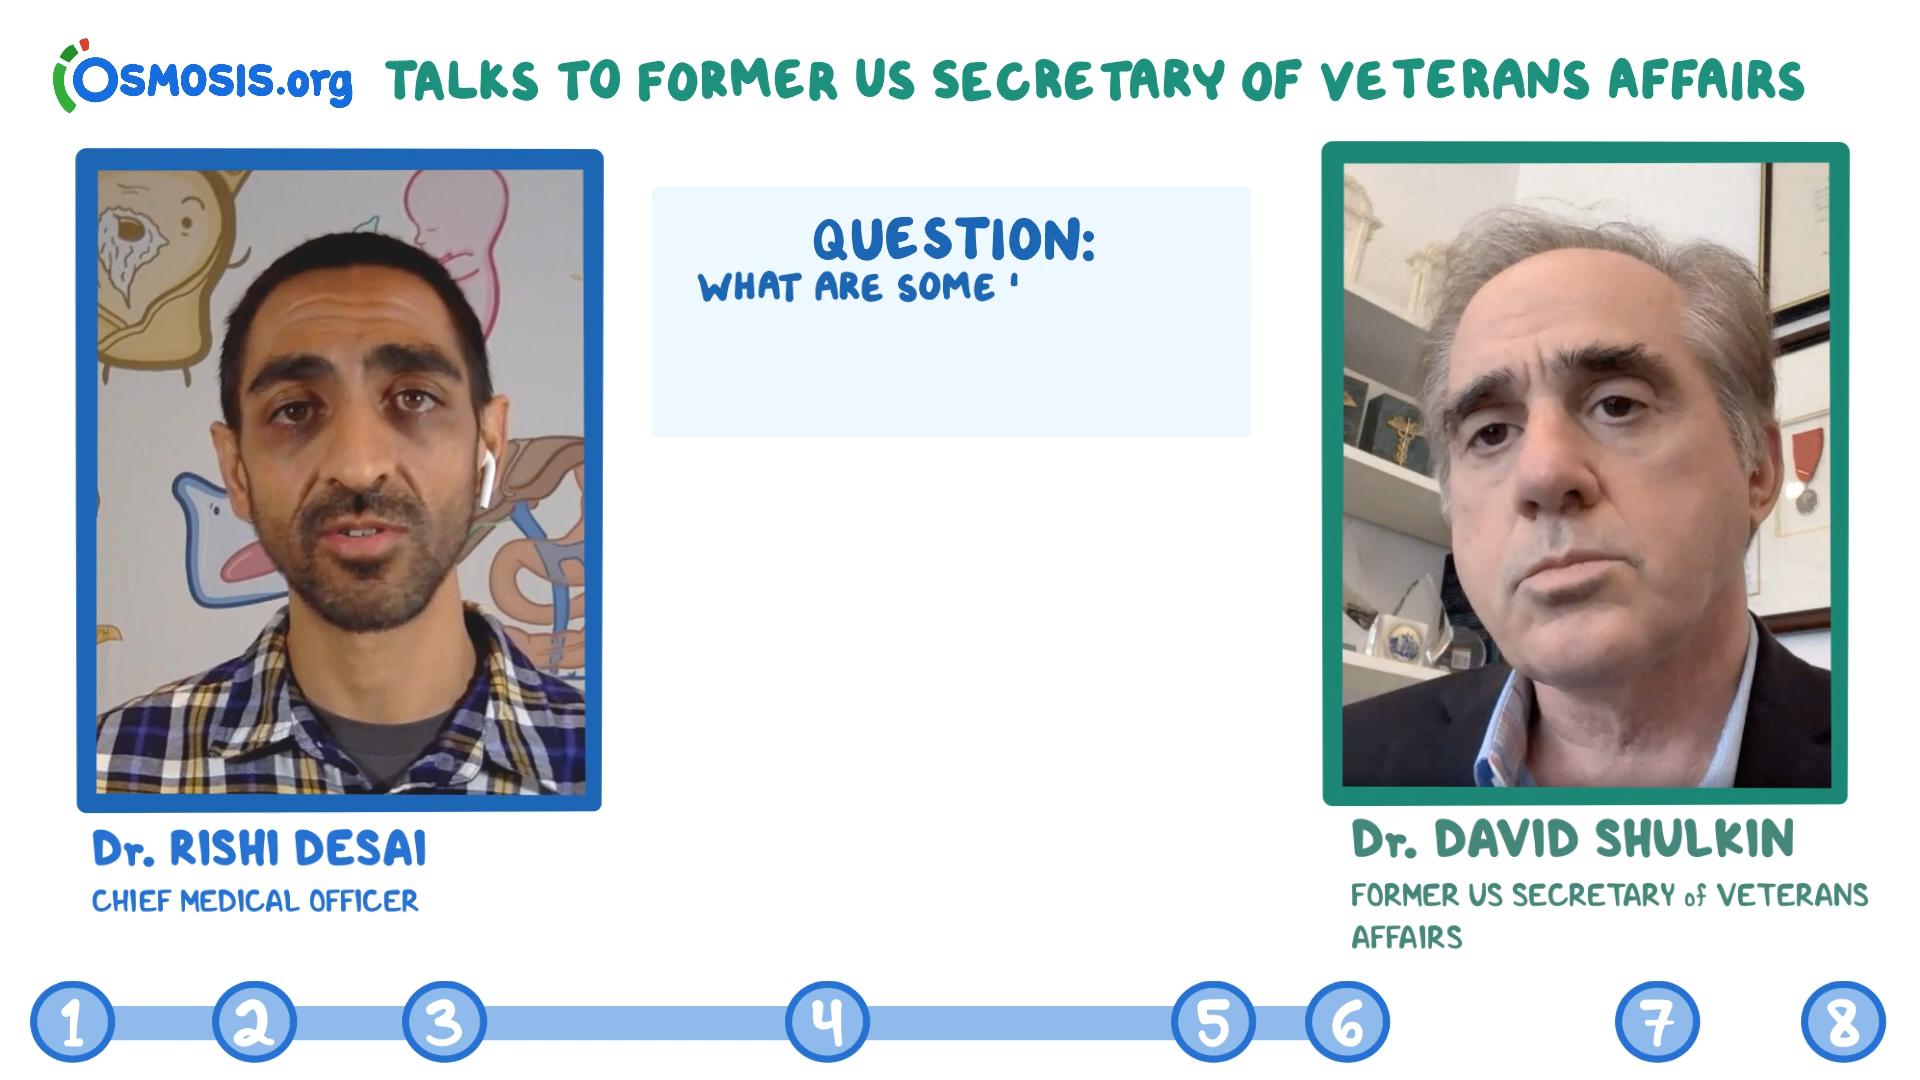 Osmosis.org TALKS TO FORMER US SECRETARY OF VETERANS AFFAIRS
QUESTION:
WHAT ARE SOME '
Dr. RISHI DESAI
CHIEF MEDICAL OFFICER
Dr. DAVID SHULKIN
FORMER US SECRETARY of VETERANS
AFFAIRS
1 2 3 4 5 6 7 8